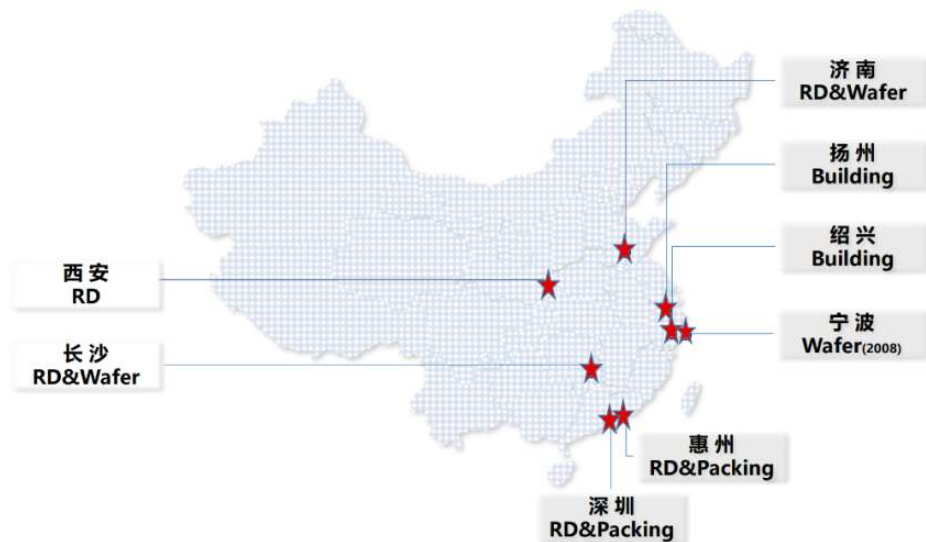 济南
RD&Wafer
扬州
Building
绍兴
Building
西安
RD
宁波
Wafer(2008)
长沙
RD&Wafer
惠州
RD&Packing
深圳
RD&Packing